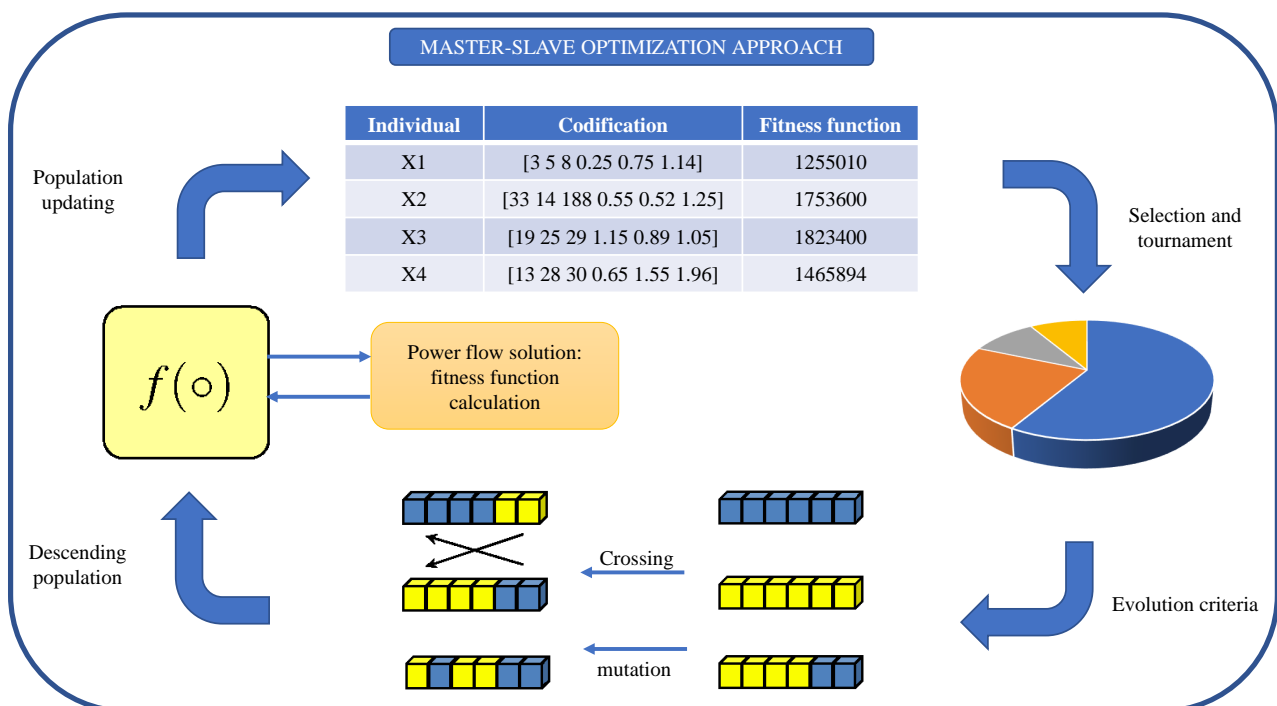 MASTER-SLAVE OPTIMIZATION APPROACH
Individual Codification Fitness function
X1 [3 5 8 0.25 0.75 1.14] 1255010
X2 [33 14 188 0.55 0.52 1.25] 1753600
X3 [19 25 29 1.15 0.89 1.05] 1823400
X4 [13 28 30 0.65 1.55 1.96] 1465894
Population
updating
Selection and
tournament
f(∘)
Power flow solution:
fitness function
calculation
Descending
population
Crossing
mutation
Evolution criteria